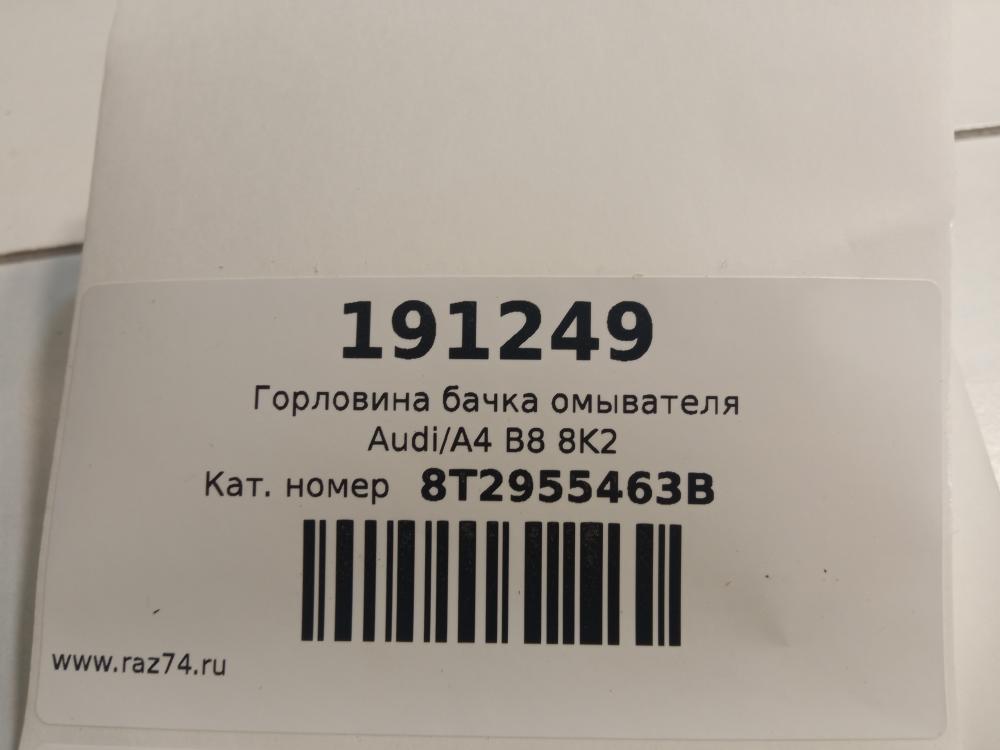 191249
Горловина бачка омывателя
Audi/A4 B8 8K2
Кат. номер 8T2955463B
www.raz74.ru